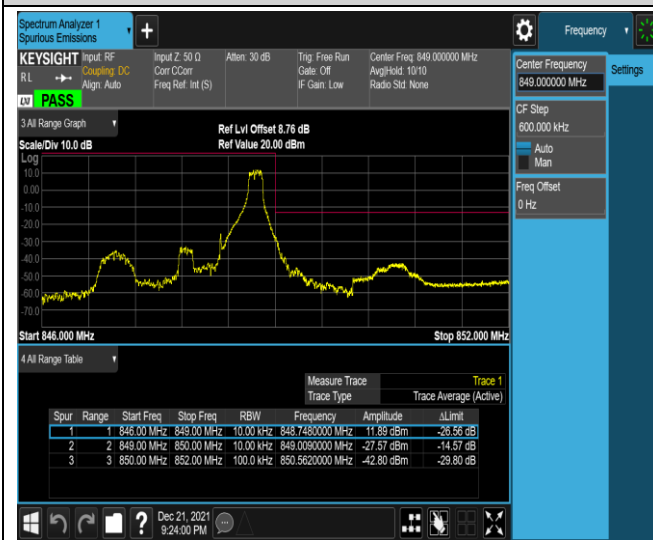 Spectrum Analyzer 1
Spurious Emissions
Frequency
KEYSIGHT Input: RF Input Z: 50 Ω Atten: 30 dB Trig: Free Run Center Freq: 849.000000 MHz
RL Coupling: DC Corr CCorr Gate: Off Avg|Hold: 10/10
Align: Auto Freq Ref: Int (S) IF Gain: Low Radio Std: None
PASS
Center Frequency
849.000000 MHz
Settings
CF Step
600.000 kHz
Auto
Man
Freq Offset
0 Hz
3 All Range Graph
Ref Lvl Offset 8.76 dB
Scale/Div 10.0 dB Ref Value 20.00 dBm
Log
10.0
0.00
-10.0
-20.0
-30.0
-40.0
-50.0
-60.0
-70.0
Start 846.000 MHz Stop 852.000 MHz
4 All Range Table
Measure Trace Trace 1
Trace Type Trace Average (Active)
Spur Range Start Freq Stop Freq RBW Frequency Amplitude ΔLimit
1 1 846.00 MHz 849.00 MHz 10.00 kHz 848.7480000 MHz 11.89 dBm -26.56 dB
2 2 849.00 MHz 850.00 MHz 10.00 kHz 849.0090000 MHz -27.57 dBm -14.57 dB
3 3 850.00 MHz 852.00 MHz 100.0 kHz 850.5620000 MHz -42.80 dBm -29.80 dB
Dec 21, 2021
9:24:00 PM